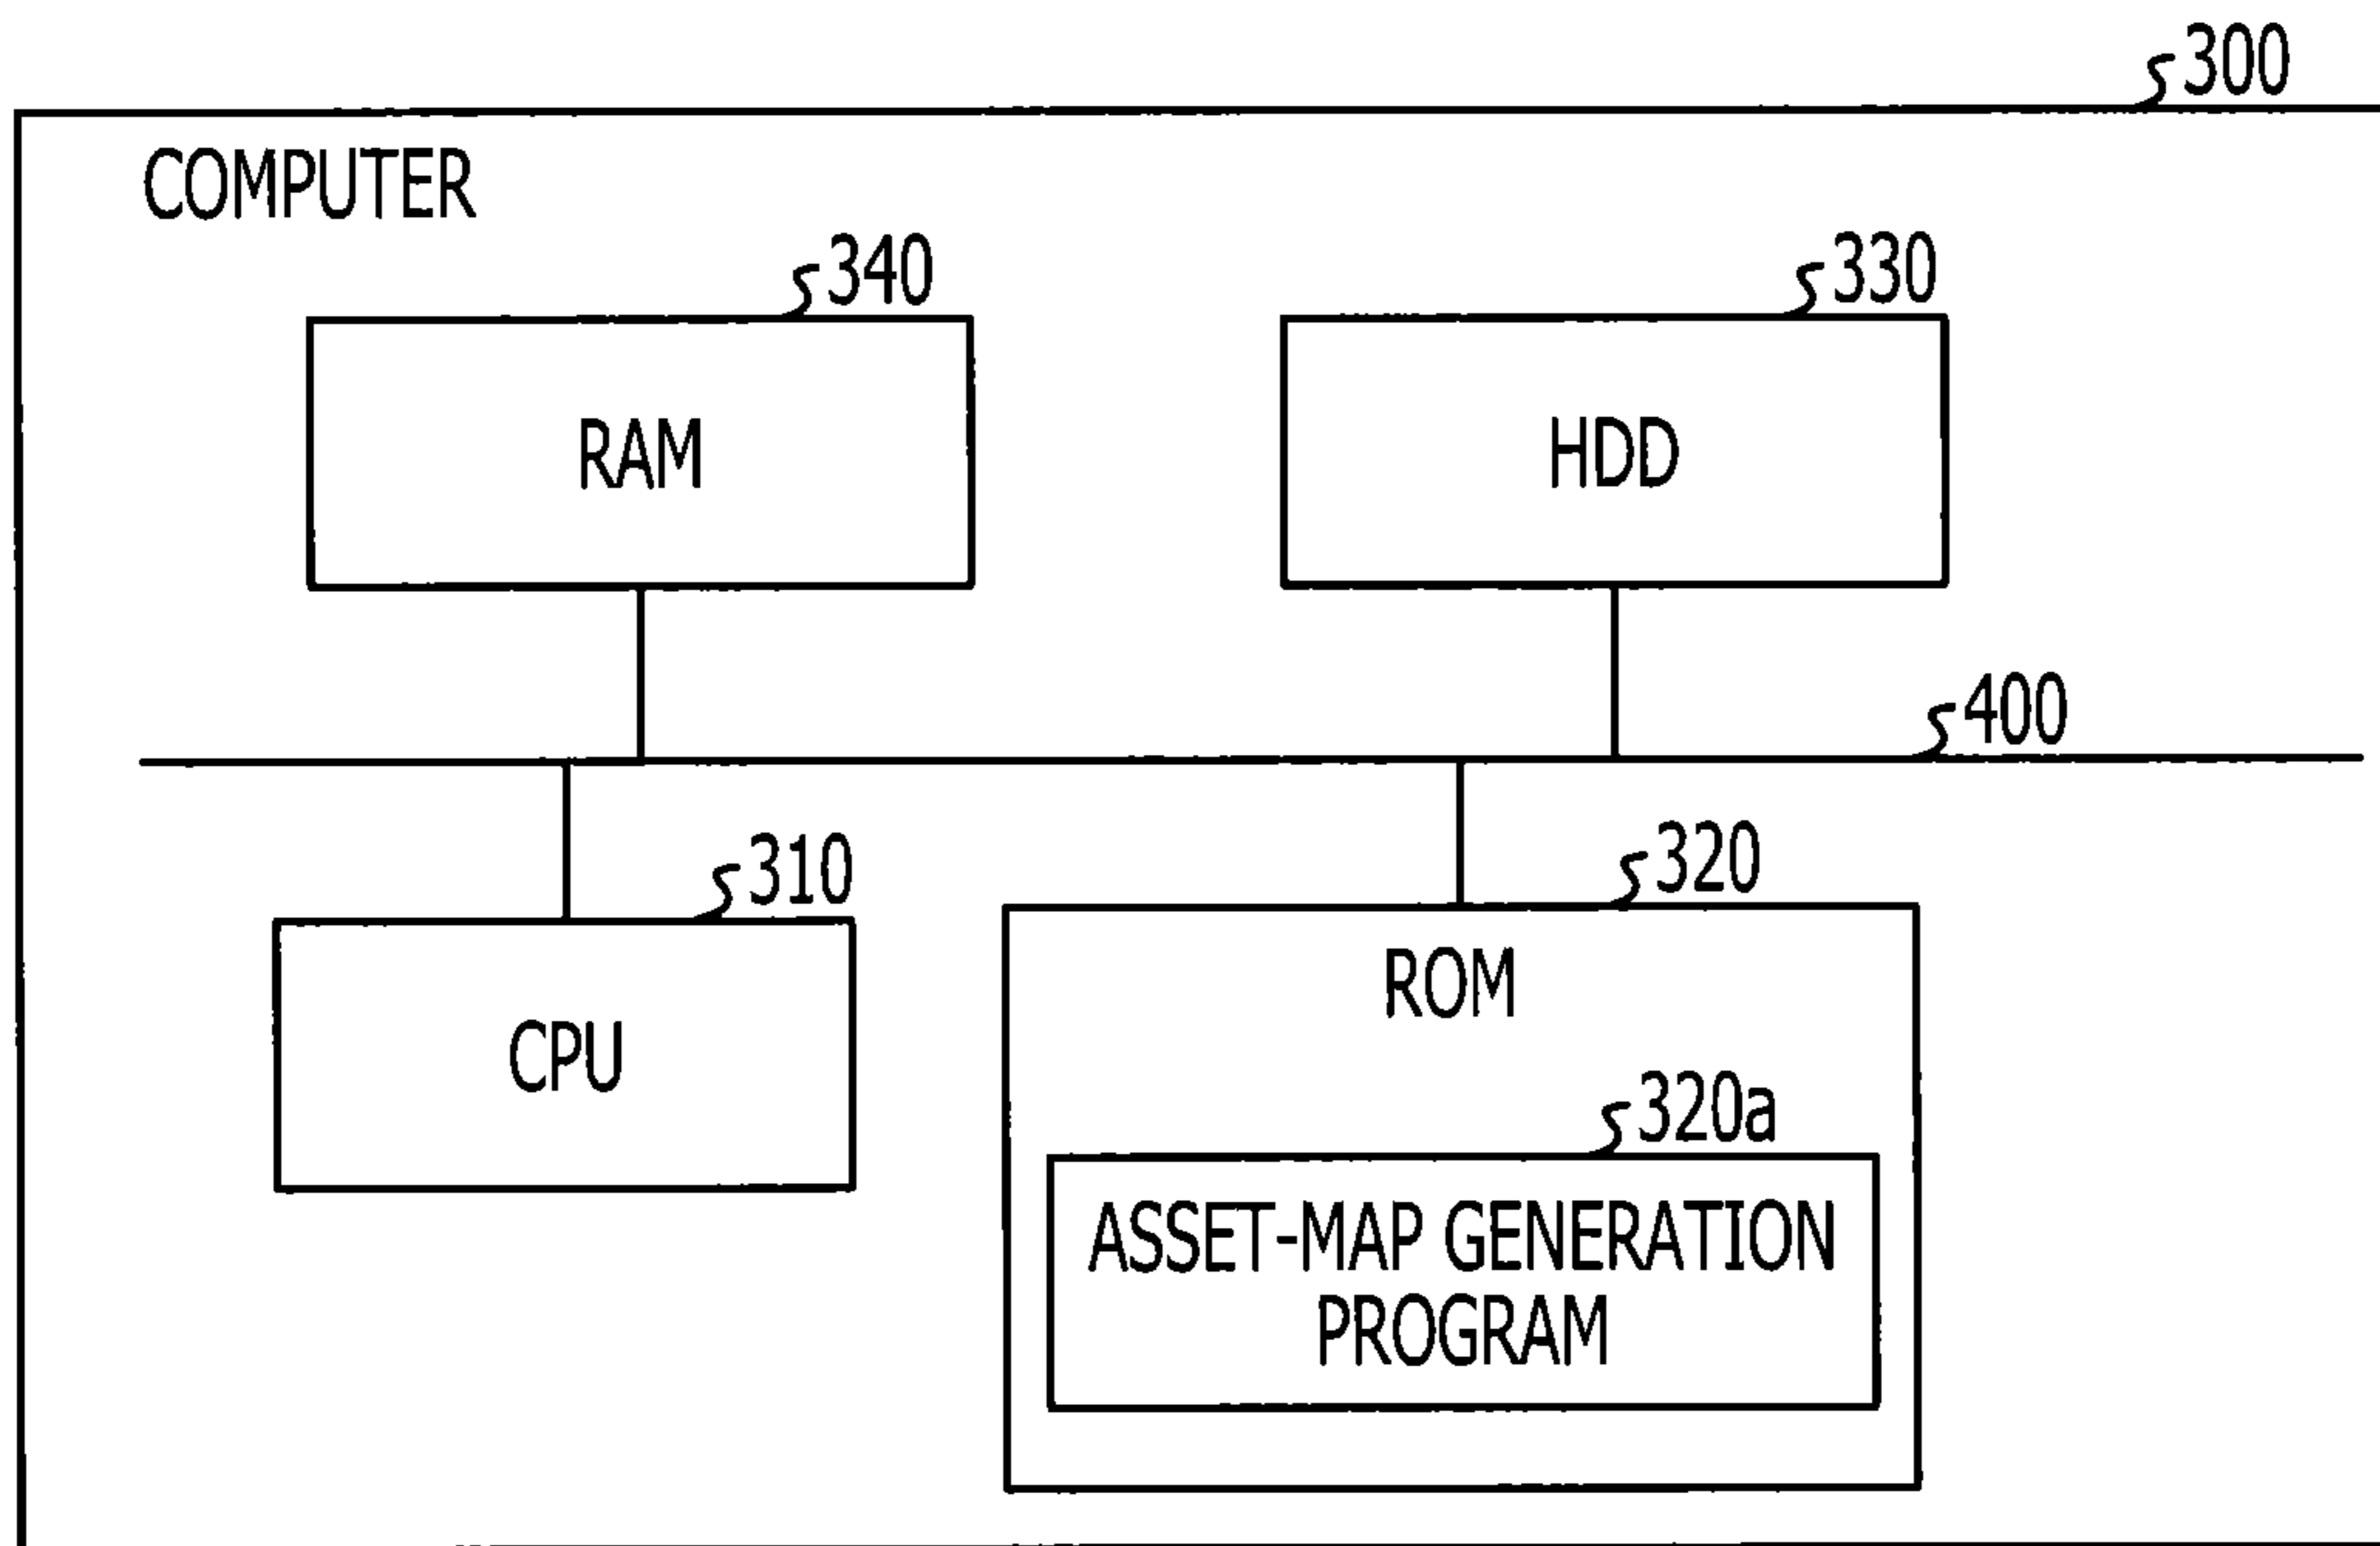 300
COMPUTER
340
330
RAM
HDD
400
310
320
CPU
ROM
320a
ASSET-MAP GENERATION
PROGRAM